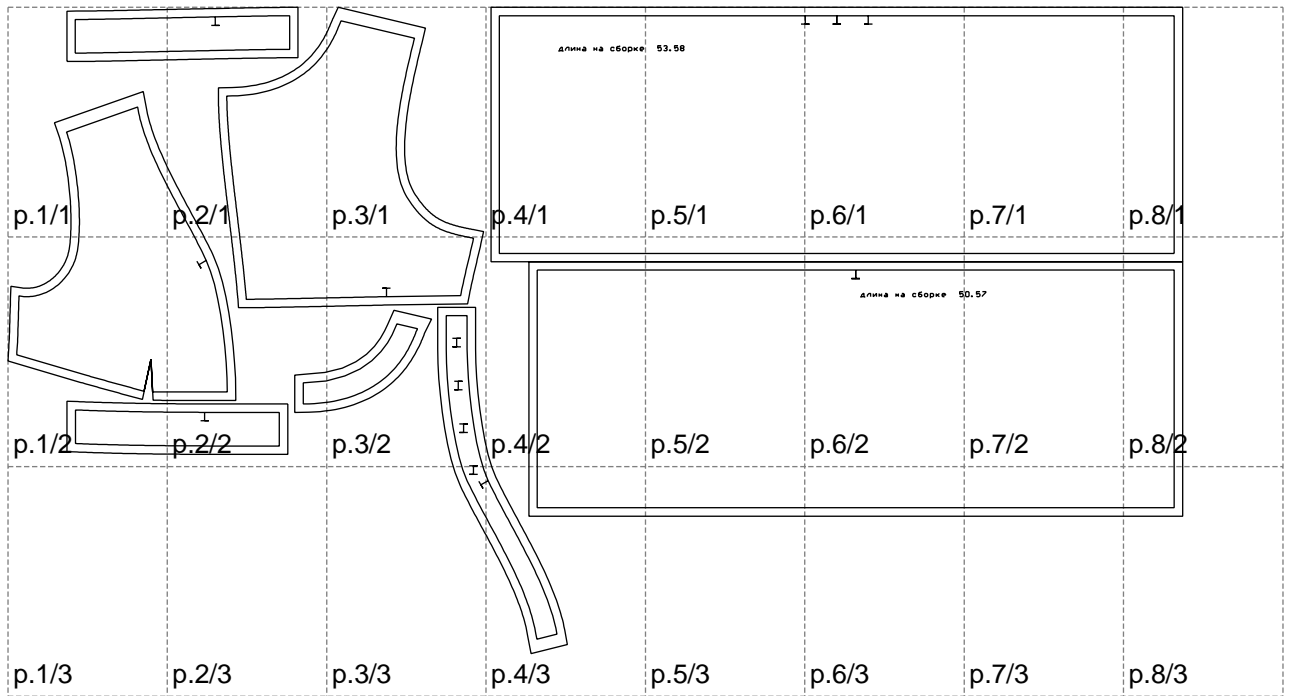 длина на сборке 53.58
p.1/1 p.2/1 p.3/1 p.4/1 p.5/1 p.6/1 p.7/1 p.8/1
длина на сборке 50.57
p.1/2 p.2/2 p.3/2 p.4/2 p.5/2 p.6/2 p.7/2 p.8/2
p.1/3 p.2/3 p.3/3 p.4/3 p.5/3 p.6/3 p.7/3 p.8/3